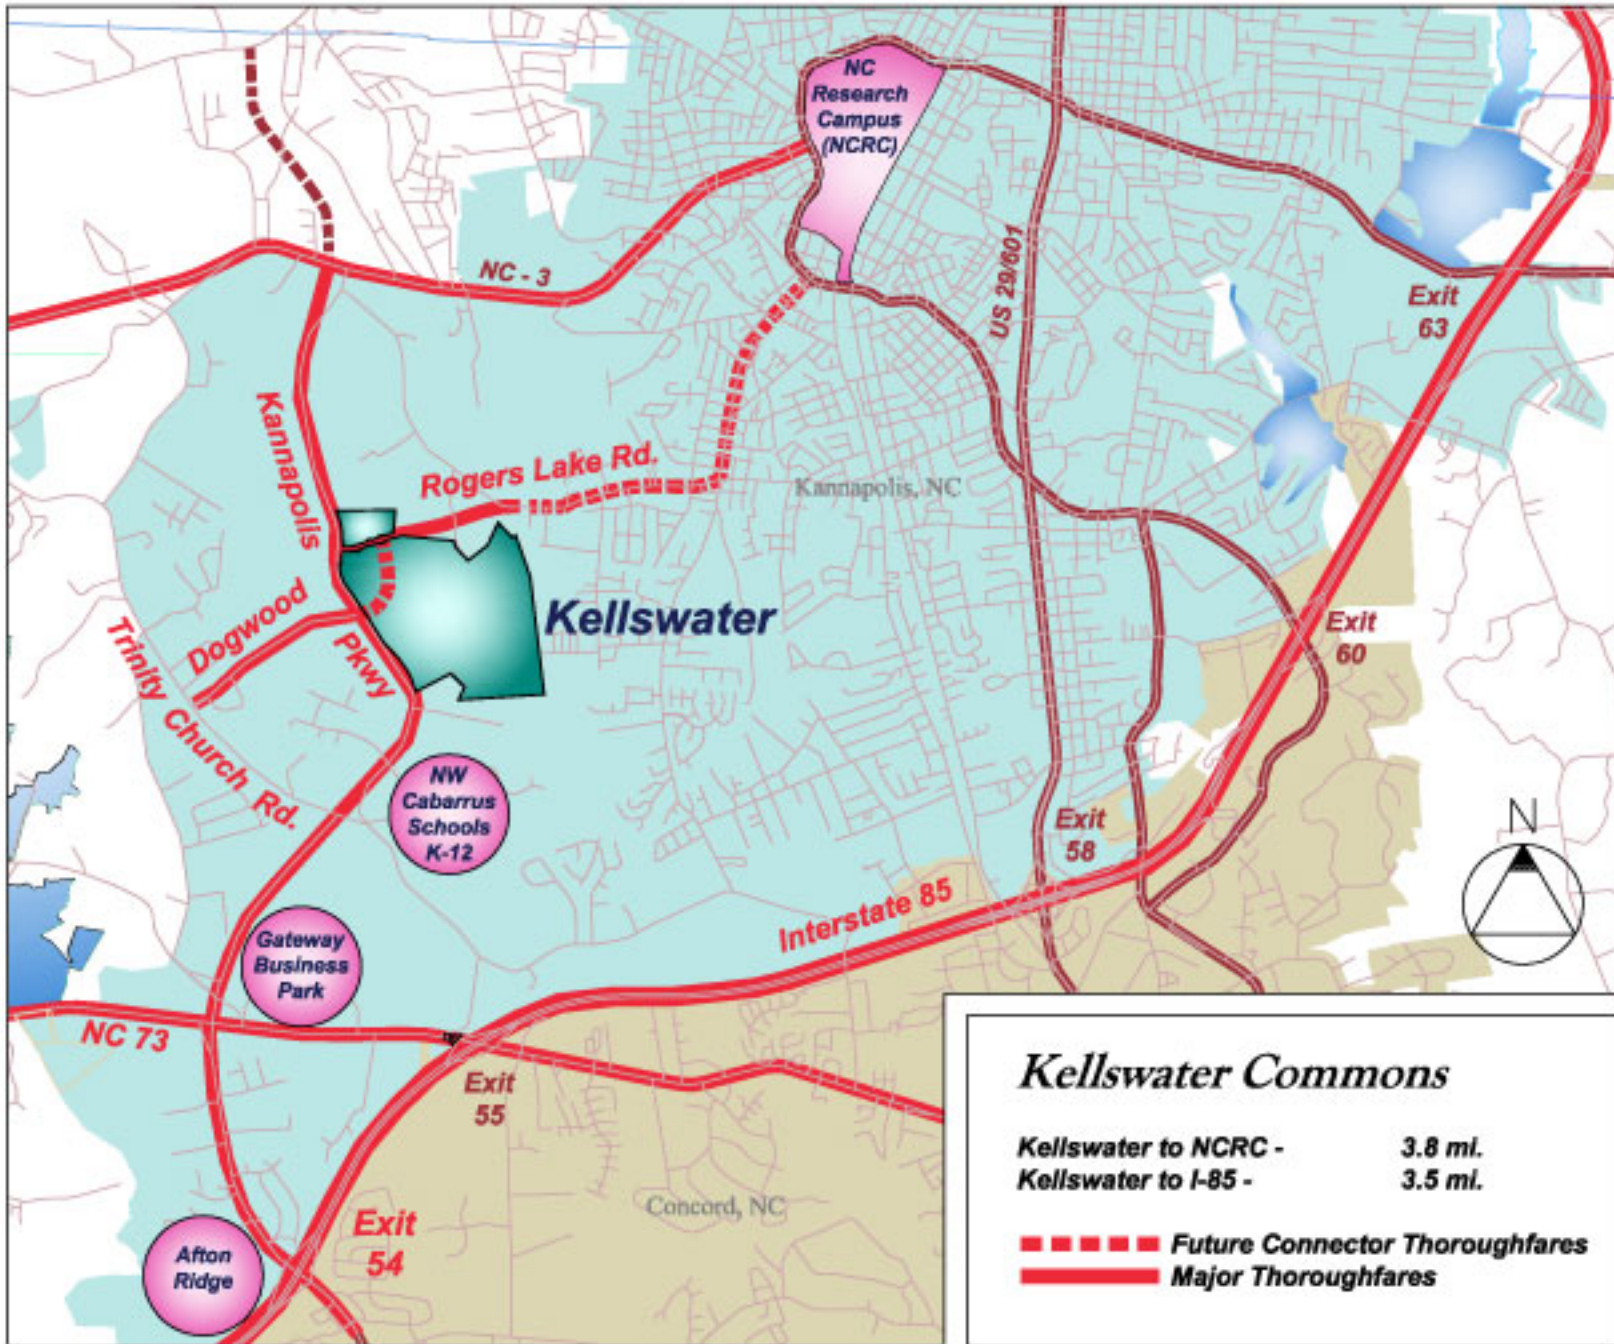 NC
Research
Campus
(NCRC)
NC - 3
US 29/601
Exit
63
Kannapolis
Rogers Lake Rd.
Kannapolis, NC
Dogwood
Kellswater
Pkwy
Trinity Church Rd.
Exit
60
NW
Cabarrus
Schools
K-12
Exit
58
N
Interstate 85
Gateway
Business
Park
NC 73
Exit
55
Concord, NC
Exit
54
Afton
Ridge
Kellswater Commons
Kellswater to NCRC - 3.8 mi.
Kellswater to I-85 - 3.5 mi.
Future Connector Thoroughfares
Major Thoroughfares